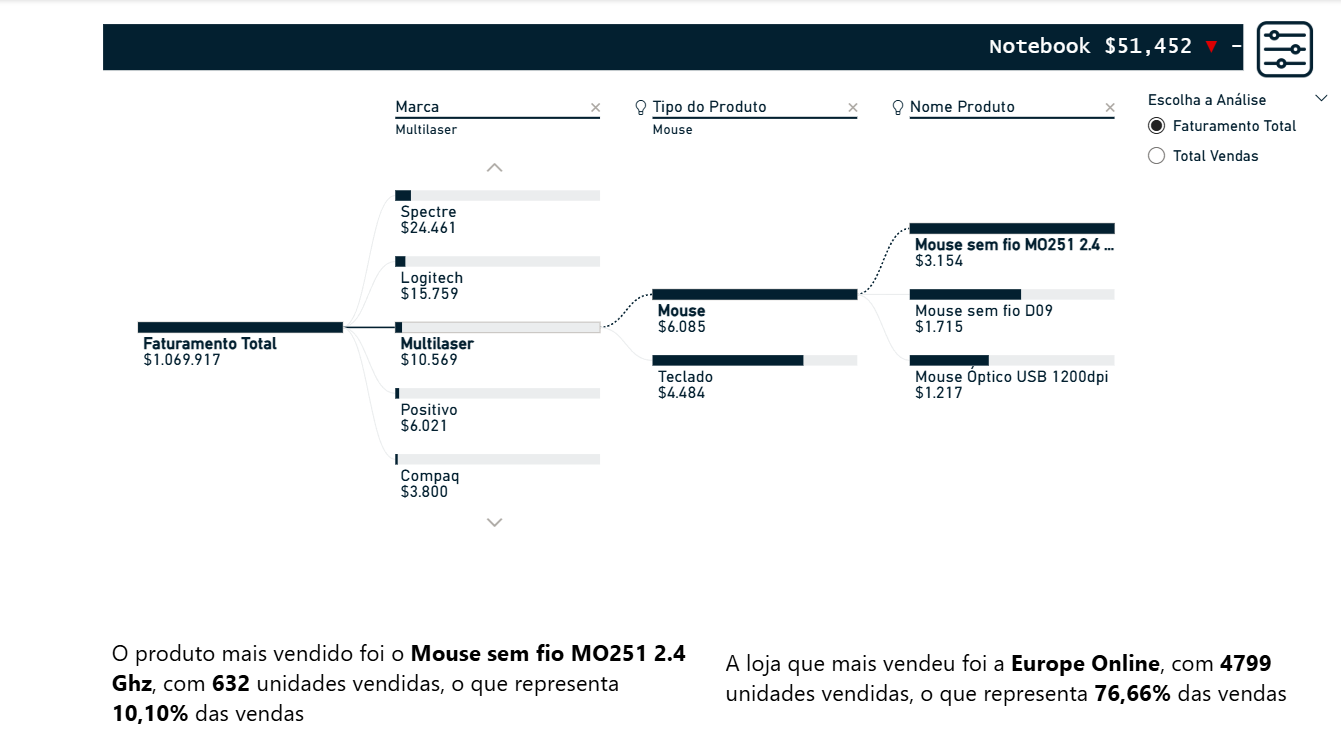 Notebook $51,452 ▼ -
Marca
Multilaser
Tipo do Produto
Mouse
Nome Produto
Escolha a Análise
Faturamento Total
Total Vendas
Faturamento Total
$1.069.917
Spectre
$24.461
Logitech
$15.759
Multilaser
$10.569
Positivo
$6.021
Compaq
$3.800
Mouse
$6.085
Teclado
$4.484
Mouse sem fio MO251 2.4 ...
$3.154
Mouse sem fio D09
$1.715
Mouse Óptico USB 1200dpi
$1.217
O produto mais vendido foi o Mouse sem fio MO251 2.4
Ghz, com 632 unidades vendidas, o que representa
10,10% das vendas
A loja que mais vendeu foi a Europe Online, com 4799
unidades vendidas, o que representa 76,66% das vendas